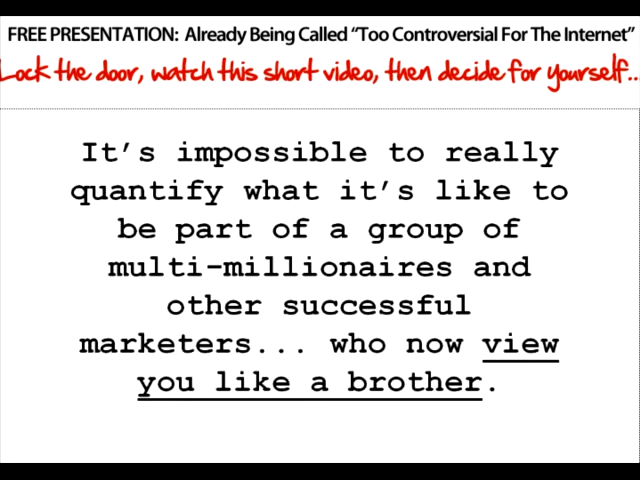 FREE PRESENTATION: Already Being Called “Too Controversial For The Internet”
Lock the door, watch this short video, then decide for yourself...
It’s impossible to really
quantify what it’s like to
be part of a group of
multi-millionaires and
other successful
marketers... who now view
you like a brother.